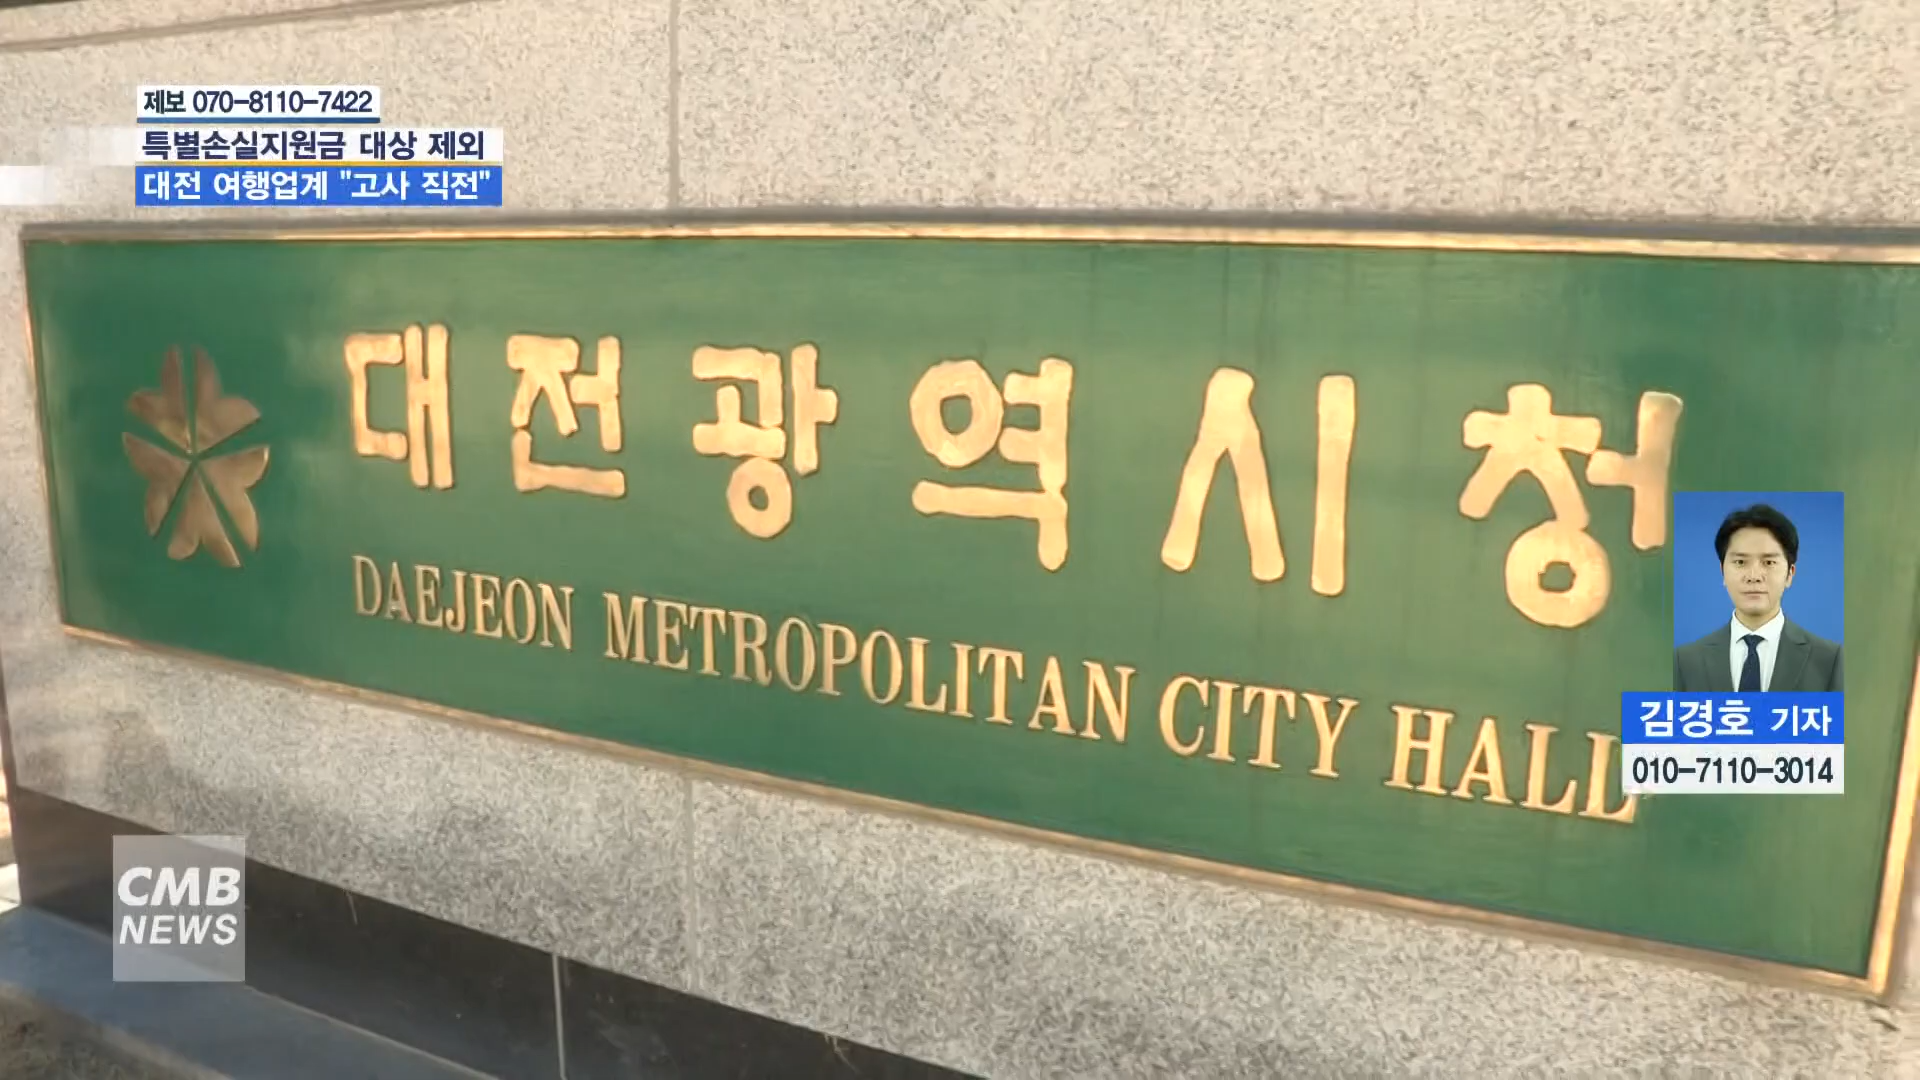 제보 070-8110-7422
특별손실지원금 대상 제외
대전 여행업계 "고사 직전"
대전광역시청
DAEJEON METROPOLITAN CITY HALL
김경호 기자
010-7110-3014
CMB
NEWS